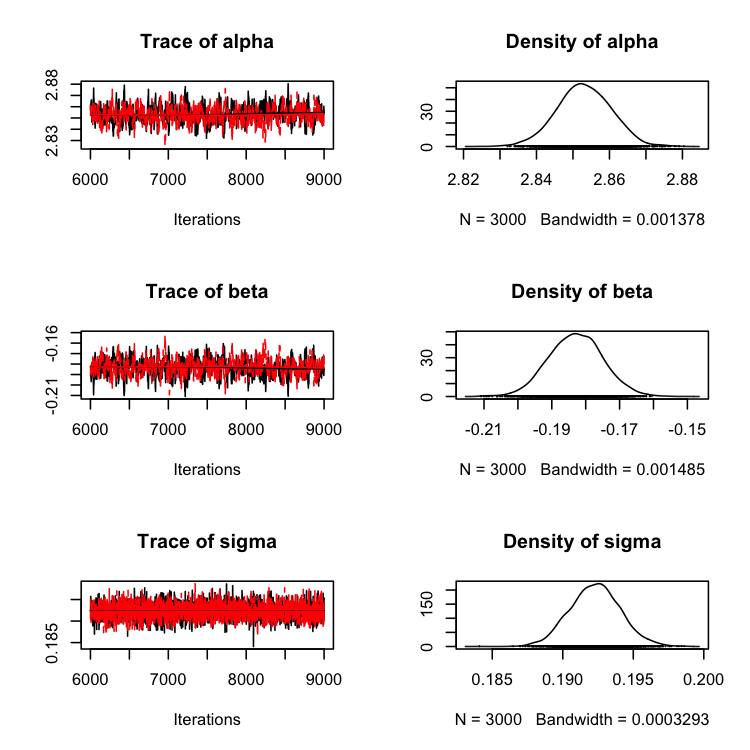 Trace of alpha
2.83 2.88
6000 7000 8000 9000
Iterations
Density of alpha
0 30
2.82 2.84 2.86 2.88
N = 3000 Bandwidth = 0.001378
Trace of beta
-0.21 -0.16
6000 7000 8000 9000
Iterations
Density of beta
0 30
-0.21 -0.19 -0.17 -0.15
N = 3000 Bandwidth = 0.001485
Trace of sigma
0.185
6000 7000 8000 9000
Iterations
Density of sigma
0 150
0.185 0.190 0.195 0.200
N = 3000 Bandwidth = 0.0003293